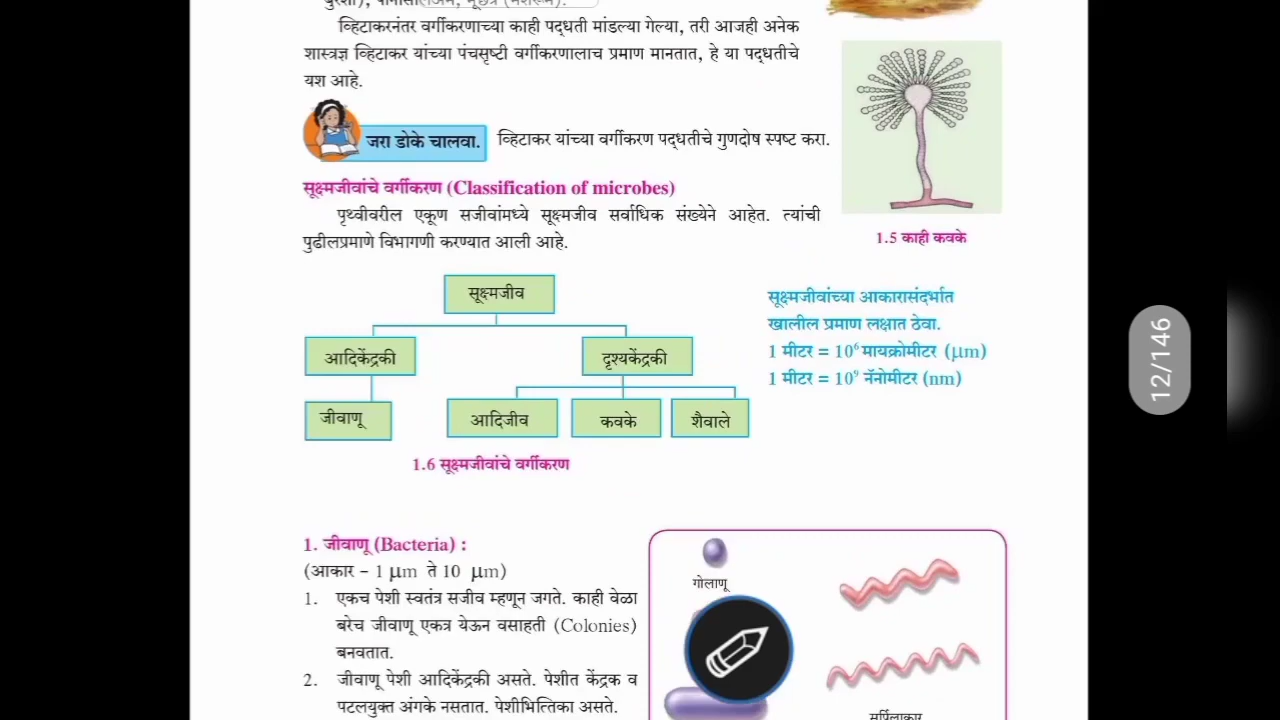 व्हिटाकरनंतर वर्गीकरणाच्या काही पद्धती मांडल्या गेल्या, तरी आजही अनेक
शास्त्रज्ञ व्हिटाकर यांच्या पंचसृष्टी वर्गीकरणालाच प्रमाण मानतात, हे या पद्धतीचे
यश आहे.
जरा डोके चालवा. व्हिटाकर यांच्या वर्गीकरण पद्धतीचे गुणदोष स्पष्ट करा.
सूक्ष्मजीवांचे वर्गीकरण (Classification of microbes)
पृथ्वीवरील एकूण सजीवांमध्ये सूक्ष्मजीव सर्वाधिक संख्येने आहेत. त्यांची
पुढीलप्रमाणे विभागणी करण्यात आली आहे.
1.5 काही कवके
सूक्ष्मजीव
आदिकेंद्रकी
दृश्यकेंद्रकी
जीवाणू
आदिजीव
कवके
शैवाले
1.6 सूक्ष्मजीवांचे वर्गीकरण
सूक्ष्मजीवांच्या आकारासंदर्भात
खालील प्रमाण लक्षात ठेवा.
1 मीटर = 10⁶ मायक्रोमीटर (μm)
1 मीटर = 10⁹ नॅनोमीटर (nm)
12/146
1. जीवाणू (Bacteria) :
(आकार - 1 μm ते 10 μm)
1. एकच पेशी स्वतंत्र सजीव म्हणून जगते. काही वेळा
बरेच जीवाणू एकत्र येऊन वसाहती (Colonies)
बनवतात.
2. जीवाणू पेशी आदिकेंद्रकी असते. पेशीत केंद्रक व
पटलयुक्त अंगके नसतात. पेशीभित्तिका असते.
गोलाणू
सर्पिलाकार